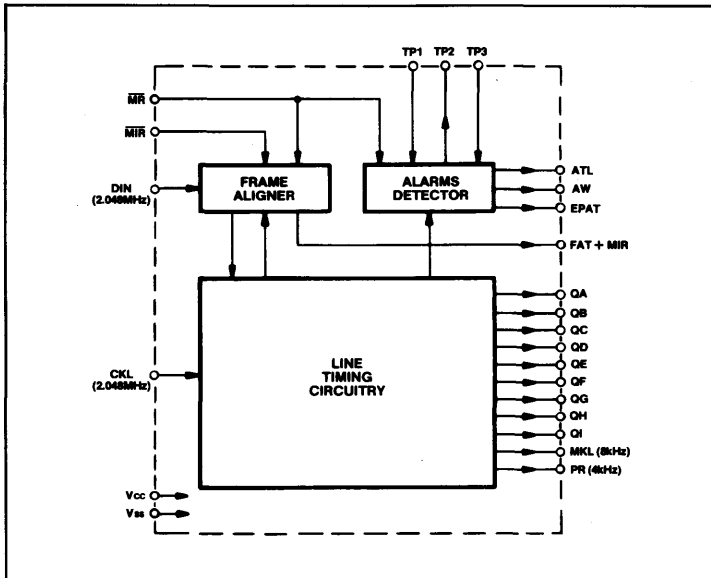 TP1 TP2 TP3
MR
MIR
DIN
(2.048MHz)
FRAME
ALIGNER
ALARMS
DETECTOR
ATL
AW
EPAT
FAT + MIR
CKL
(2.048MHz)
LINE
TIMING
CIRCUITRY
QA
QB
QC
QD
QE
QF
QG
QH
QI
MKL (8kHz)
PR (4kHz)
Vcc
Vss